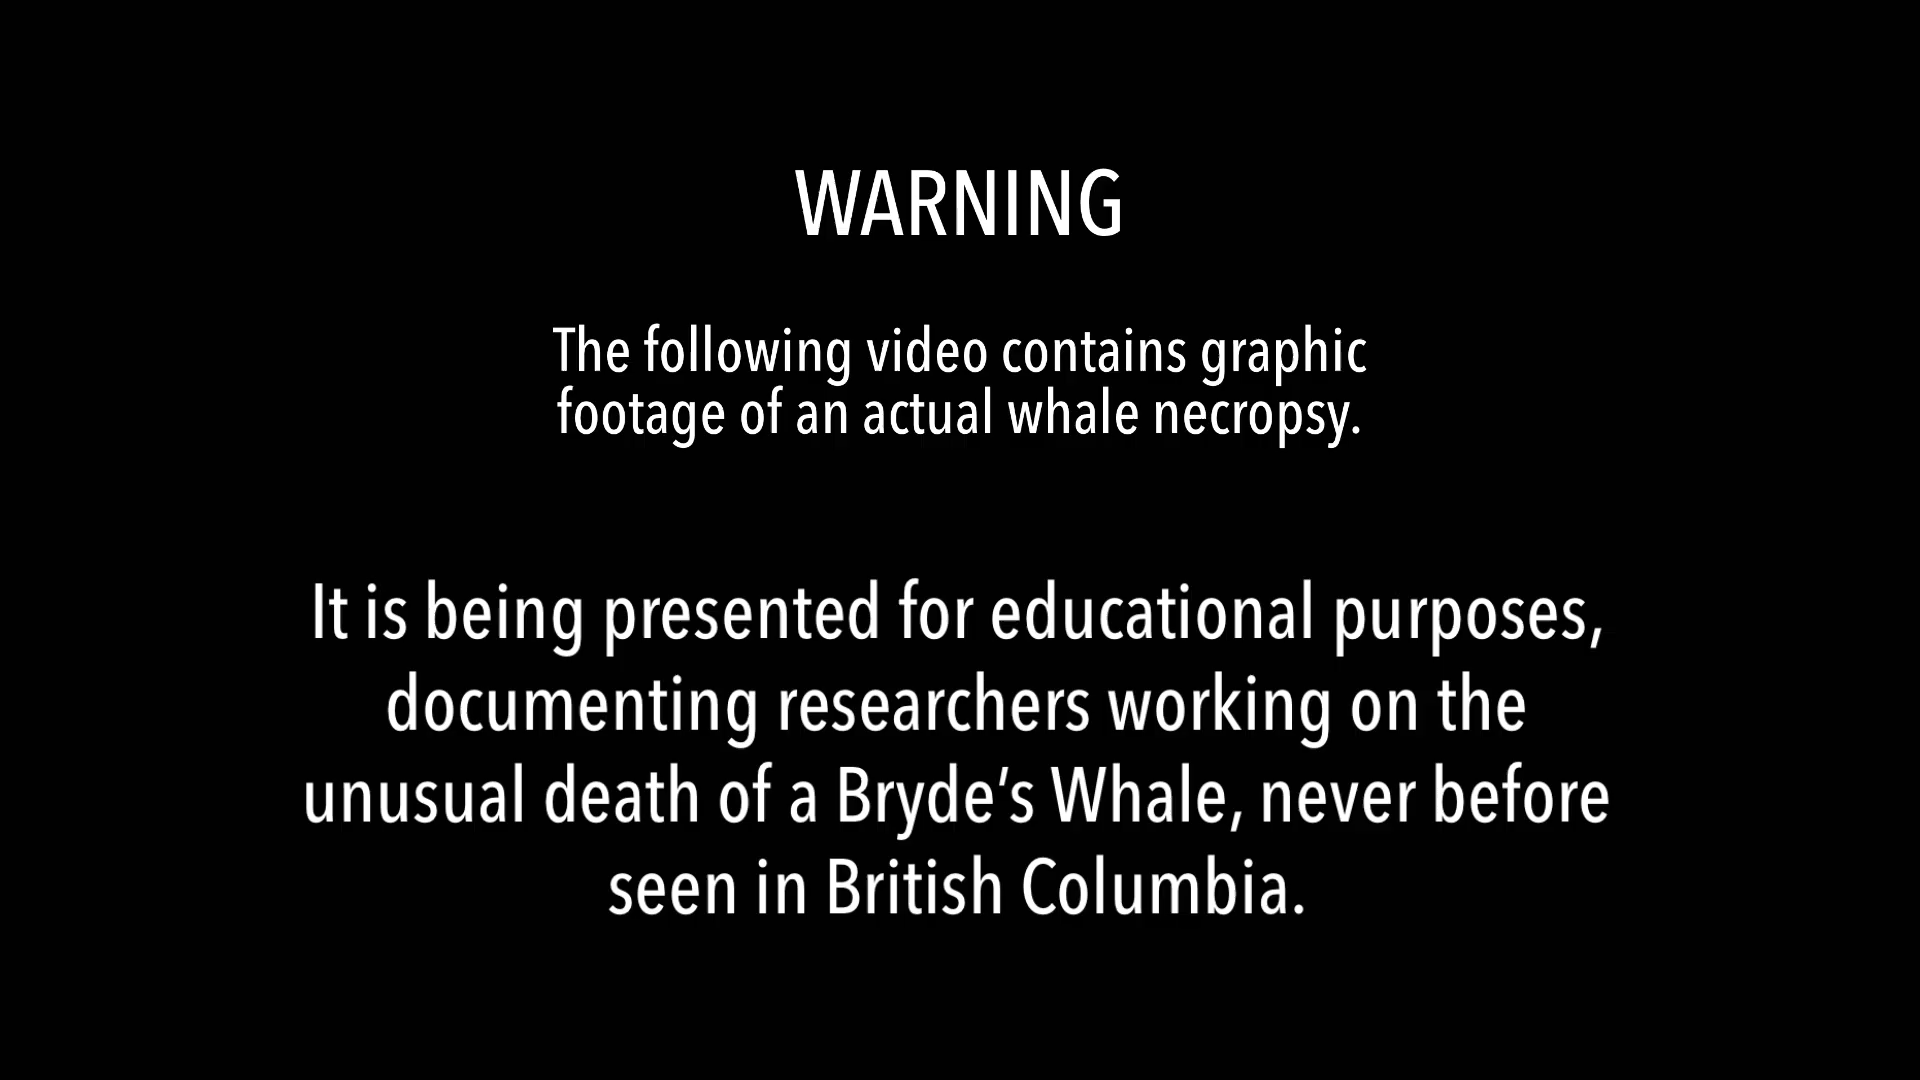 WARNING
The following video contains graphic
footage of an actual whale necropsy.
It is being presented for educational purposes,
documenting researchers working on the
unusual death of a Bryde’s Whale, never before
seen in British Columbia.